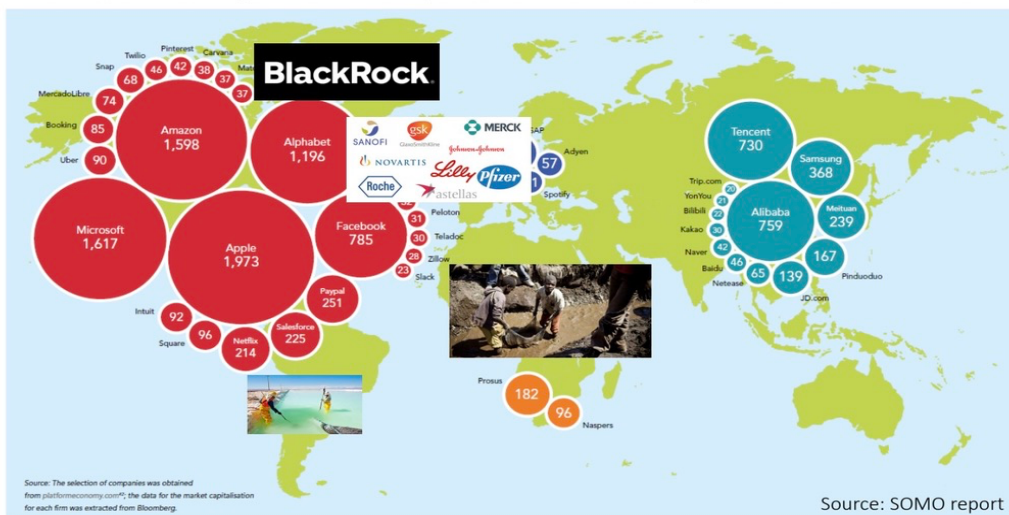 Pinterest
Twilio
Carvana
Snap
46
42
38
37
68
37
MercadoLibre
74
BlackRock
Booking
85
Uber
90
Amazon
1,598
Alphabet
1,196
Microsoft
1,617
Apple
1,973
Facebook
785
SANOFI
gsk
GlaxoSmithKline
MERCK
Johnson & Johnson
NOVARTIS
Lilly
Pfizer
Roche
astellas
57
Adyen
Spotify
31
Peloton
30
Teladoc
28
Zillow
23
Slack
Paypal
251
Salesforce
225
Netflix
214
Square
96
Intuit
92
Prosus
182
96
Naspers
Tencent
730
Samsung
368
Trip.com
20
YonYou
21
Bilibili
22
Kakao
30
Naver
42
Baidu
46
Netease
65
Alibaba
759
Meituan
239
167
Pinduoduo
139
JD.com
Source: The selection of companies was obtained
from platformeconomy.com⁴²; the data for the market capitalisation
for each firm was extracted from Bloomberg.
Source: SOMO report